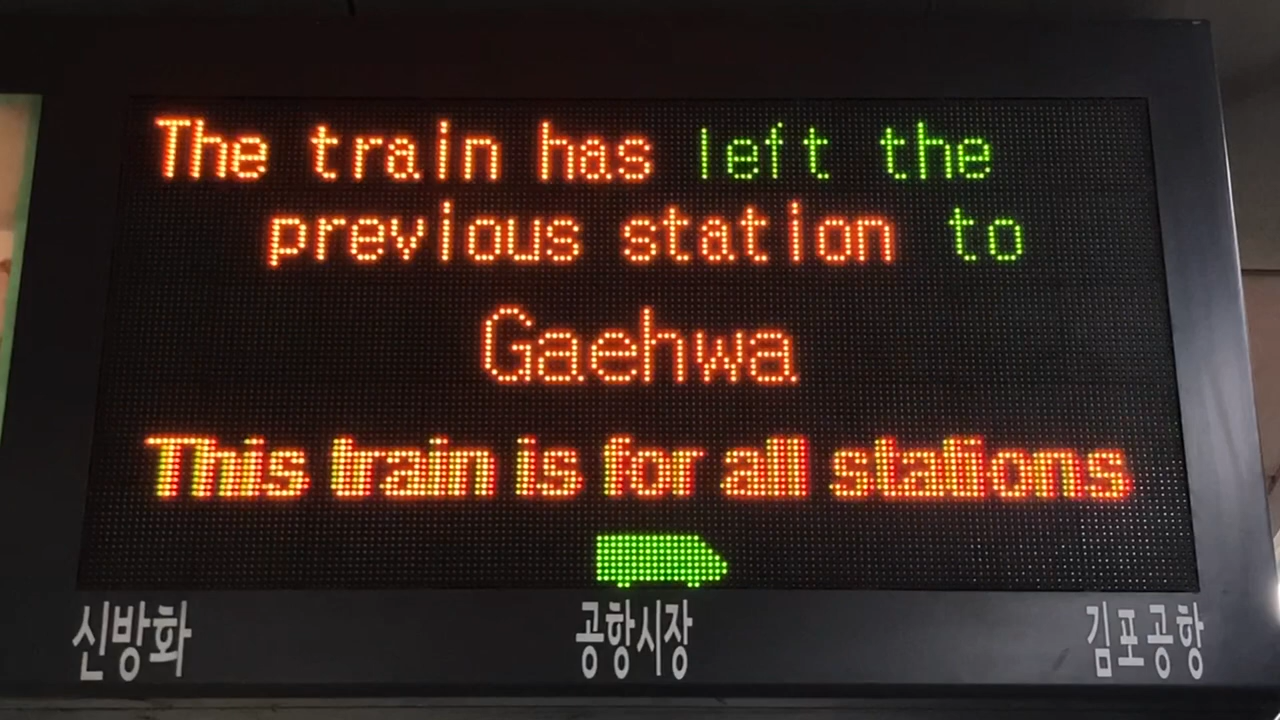 The train has left the
previous station to
Gaehwa
This train is for all stations
신방화 공항시장 김포공항